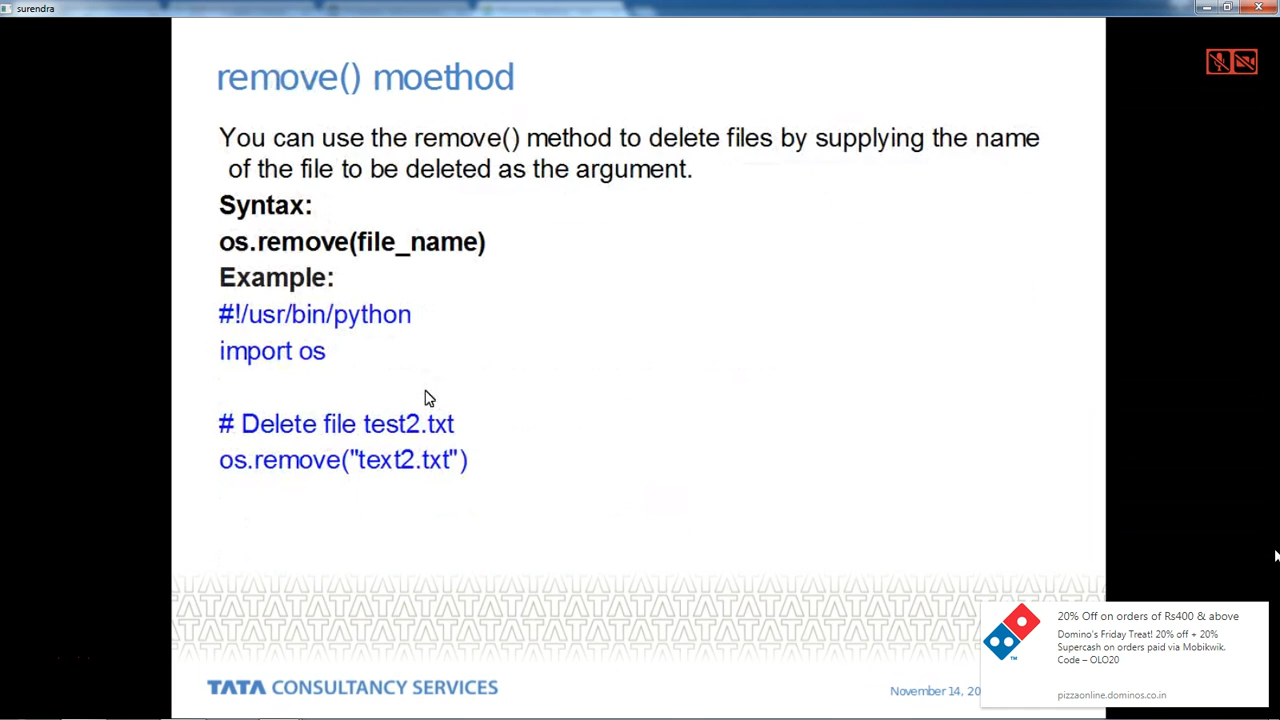 surendra
remove() moethod
You can use the remove() method to delete files by supplying the name
of the file to be deleted as the argument.
Syntax:
os.remove(file_name)
Example:
#!/usr/bin/python
import os
# Delete file test2.txt
os.remove("text2.txt")
TATA CONSULTANCY SERVICES
November 14, 20
20% Off on orders of Rs400 & above
Domino's Friday Treat! 20% off + 20%
Supercash on orders paid via Mobikwik.
Code – OLO20
pizzaonline.dominos.co.in